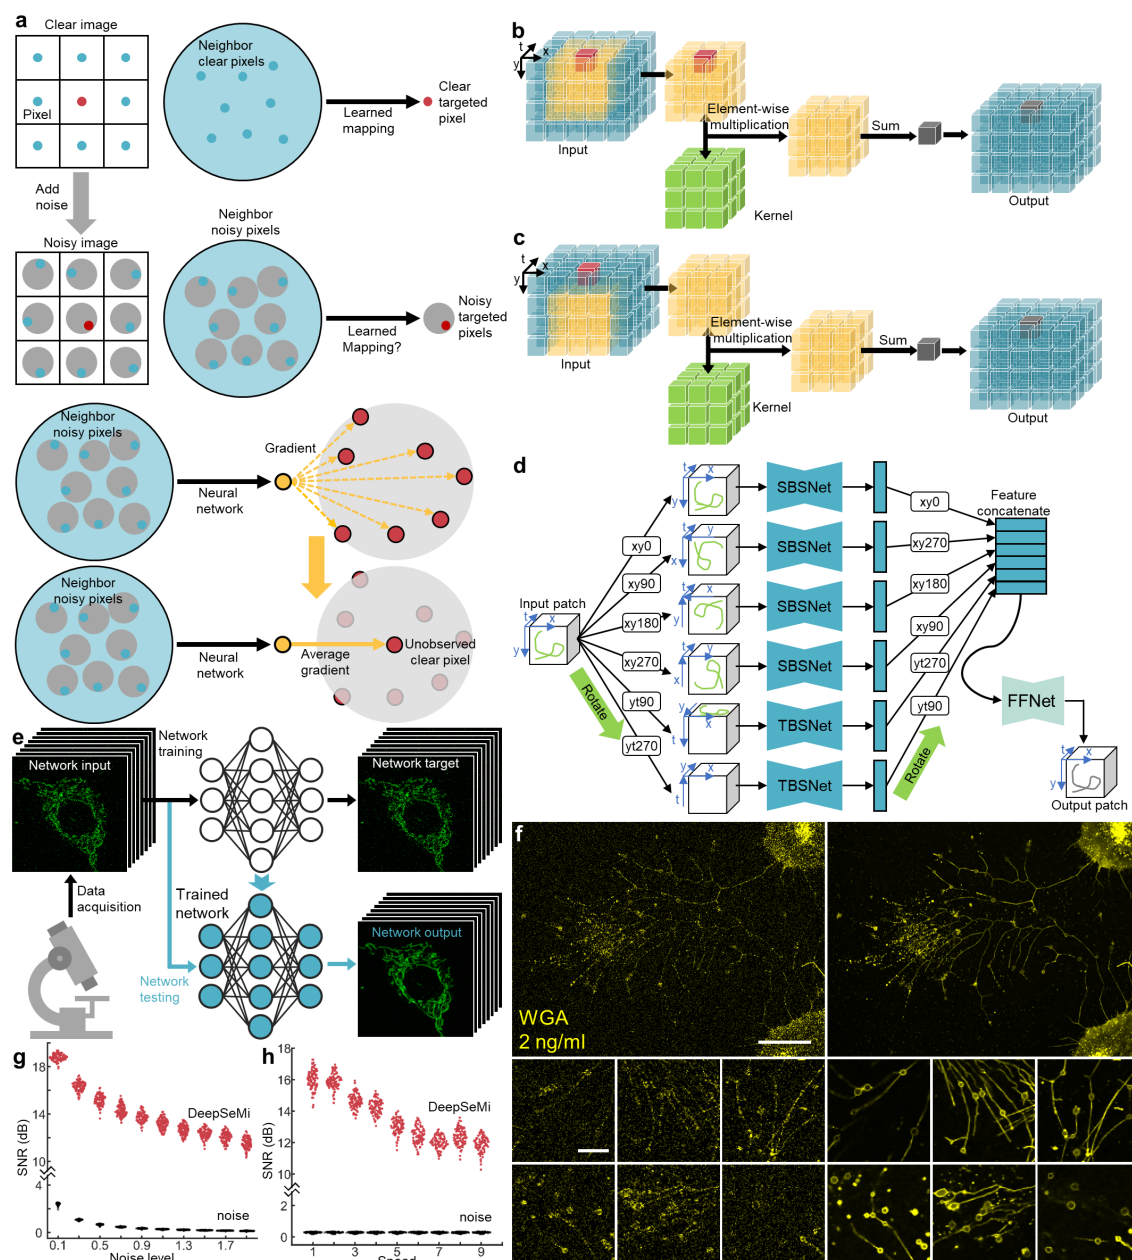 a
Clear image
Pixel
Neighbor
clear pixels
Learned
mapping
Clear
targeted
pixel
Add
noise
Noisy image
Neighbor
noisy pixels
Learned
Mapping?
Noisy
targeted
pixels
Neighbor
noisy pixels
Neural
network
Gradient
Neighbor
noisy pixels
Neural
network
Average
gradient
Unobserved
clear pixel
b
t
x
y
Input
Element-wise
multiplication
Kernel
Sum
Output
c
t
x
y
Input
Element-wise
multiplication
Kernel
Sum
Output
d
Input patch
t
x
y
Rotate
xy0
xy90
xy180
xy270
yt90
yt270
t
x
y
SBSNet
t
y
x
SBSNet
t
x
y
SBSNet
t
y
x
SBSNet
y
x
t
TBSNet
y
x
t
TBSNet
xy0
xy270
xy180
xy90
yt270
yt90
Rotate
Feature
concatenate
FFNet
t
x
y
Output patch
e
Network input
Network
training
Network target
Data
acquisition
Trained
network
Network
testing
Network output
f
WGA
2 ng/ml
g
SNR (dB)
18
14
10
4
0
DeepSeMi
noise
0.1 0.5 0.9 1.3 1.7
Noise level
h
SNR (dB)
18
16
14
12
10
2
0
DeepSeMi
noise
1 3 5 7 9
Speed